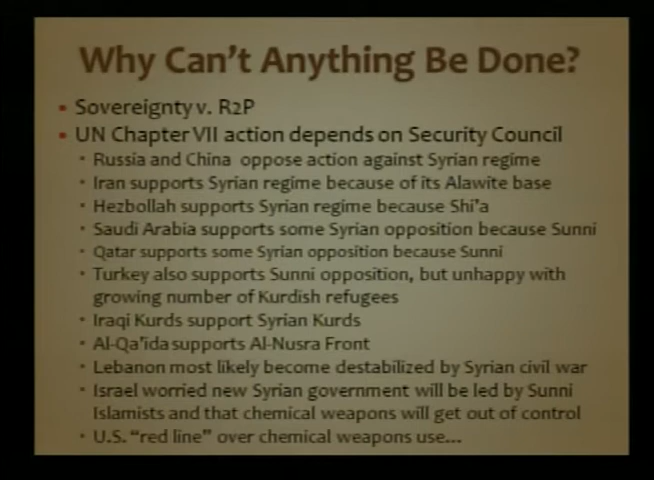 Why Can't Anything Be Done?
Sovereignty v. R2P
UN Chapter VII action depends on Security Council
Russia and China oppose action against Syrian regime
Iran supports Syrian regime because of its Alawite base
Hezbollah supports Syrian regime because Shi'a
Saudi Arabia supports some Syrian opposition because Sunni
Qatar supports some Syrian opposition because Sunni
Turkey also supports Sunni opposition, but unhappy with
growing number of Kurdish refugees
Iraqi Kurds support Syrian Kurds
Al-Qa'ida supports Al-Nusra Front
Lebanon most likely become destabilized by Syrian civil war
Israel worried new Syrian government will be led by Sunni
Islamists and that chemical weapons will get out of control
U.S. "red line" over chemical weapons use...